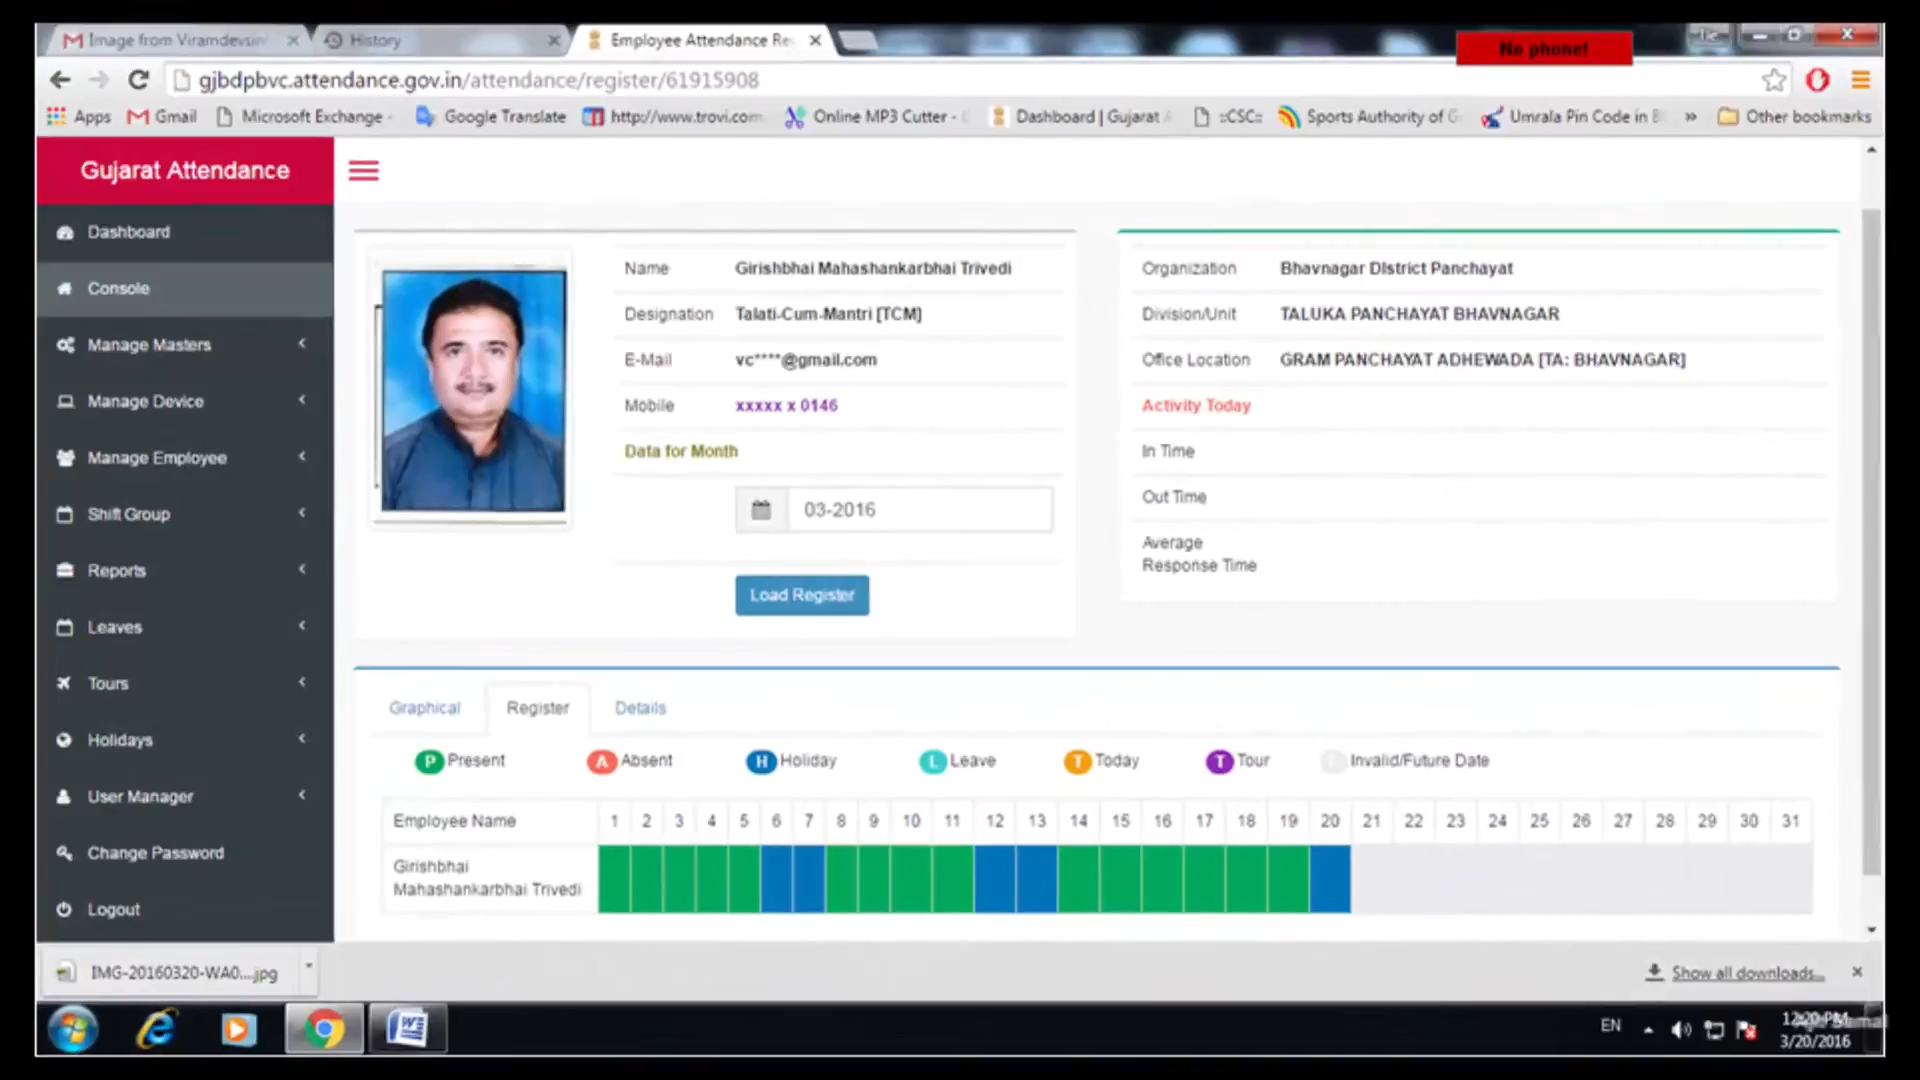 Image from Viramdevsin
History
Employee Attendance Re
No phone!
gjbdpbvc.attendance.gov.in/attendance/register/61915908
Apps Gmail Microsoft Exchange - Google Translate http://www.trovi.com Online MP3 Cutter - Dashboard | Gujarat ::CSC:: Sports Authority of G Umrala Pin Code in » Other bookmarks
Gujarat Attendance
Dashboard
Console
Manage Masters
Manage Device
Manage Employee
Shift Group
Reports
Leaves
Tours
Holidays
User Manager
Change Password
Logout
Name Girishbhai Mahashankarbhai Trivedi
Designation Talati-Cum-Mantri [TCM]
E-Mail vc****@gmail.com
Mobile xxxxx x 0146
Data for Month
03-2016
Load Register
Organization Bhavnagar DIstrict Panchayat
Division/Unit TALUKA PANCHAYAT BHAVNAGAR
Office Location GRAM PANCHAYAT ADHEWADA [TA: BHAVNAGAR]
Activity Today
In Time
Out Time
Average
Response Time
Graphical Register Details
P Present A Absent H Holiday L Leave T Today T Tour Invalid/Future Date
Employee Name 1 2 3 4 5 6 7 8 9 10 11 12 13 14 15 16 17 18 19 20 21 22 23 24 25 26 27 28 29 30 31
Girishbhai
Mahashankarbhai Trivedi
IMG-20160320-WA0....jpg
Show all downloads...
EN
12:20 PM
3/20/2016